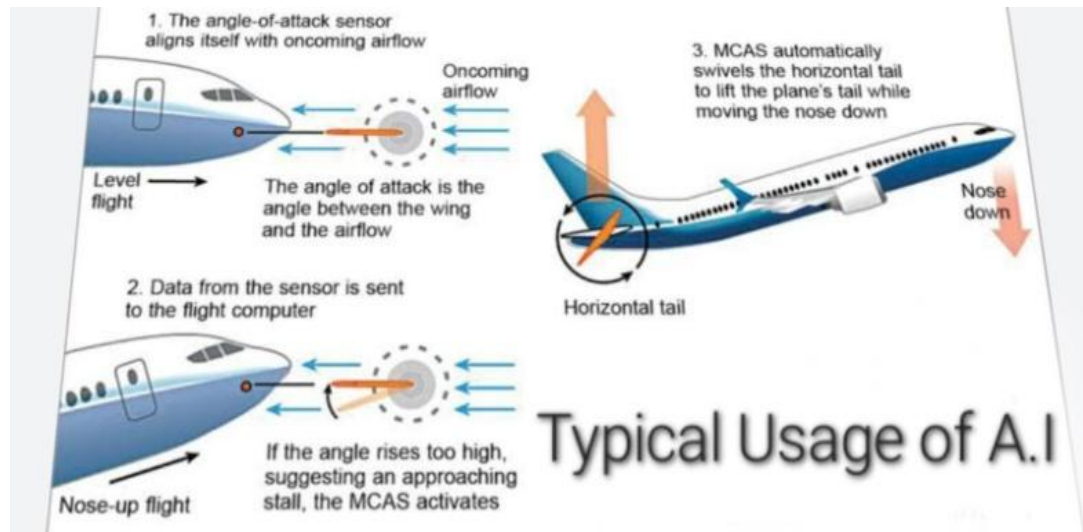 1. The angle-of-attack sensor
aligns itself with oncoming airflow
Oncoming
airflow
Level
flight
The angle of attack is the
angle between the wing
and the airflow
2. Data from the sensor is sent
to the flight computer
If the angle rises too high,
suggesting an approaching
stall, the MCAS activates
Nose-up flight
3. MCAS automatically
swivels the horizontal tail
to lift the plane's tail while
moving the nose down
Nose
down
Horizontal tail
Typical Usage of A.I